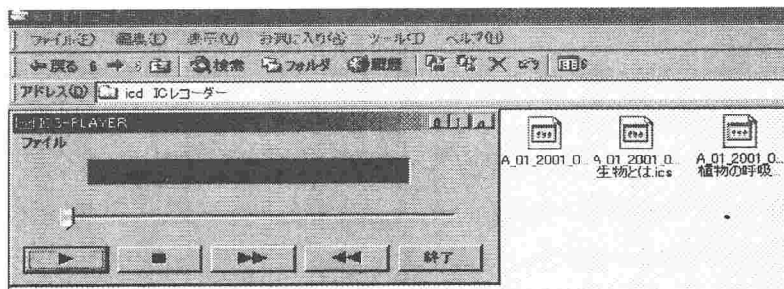 ファイル(F) 編集(E) 表示(V) お気に入り(A) ツール(T) ヘルプ(H)
戻る 検索 フォルダ 履歴
アドレス(D) icd ICレコーダー
ICS-PLAYER
ファイル
終了
A_01_2001_0...
A_01_2001_0...
生物とは.ics
A_01_2001_0...
植物の呼吸...